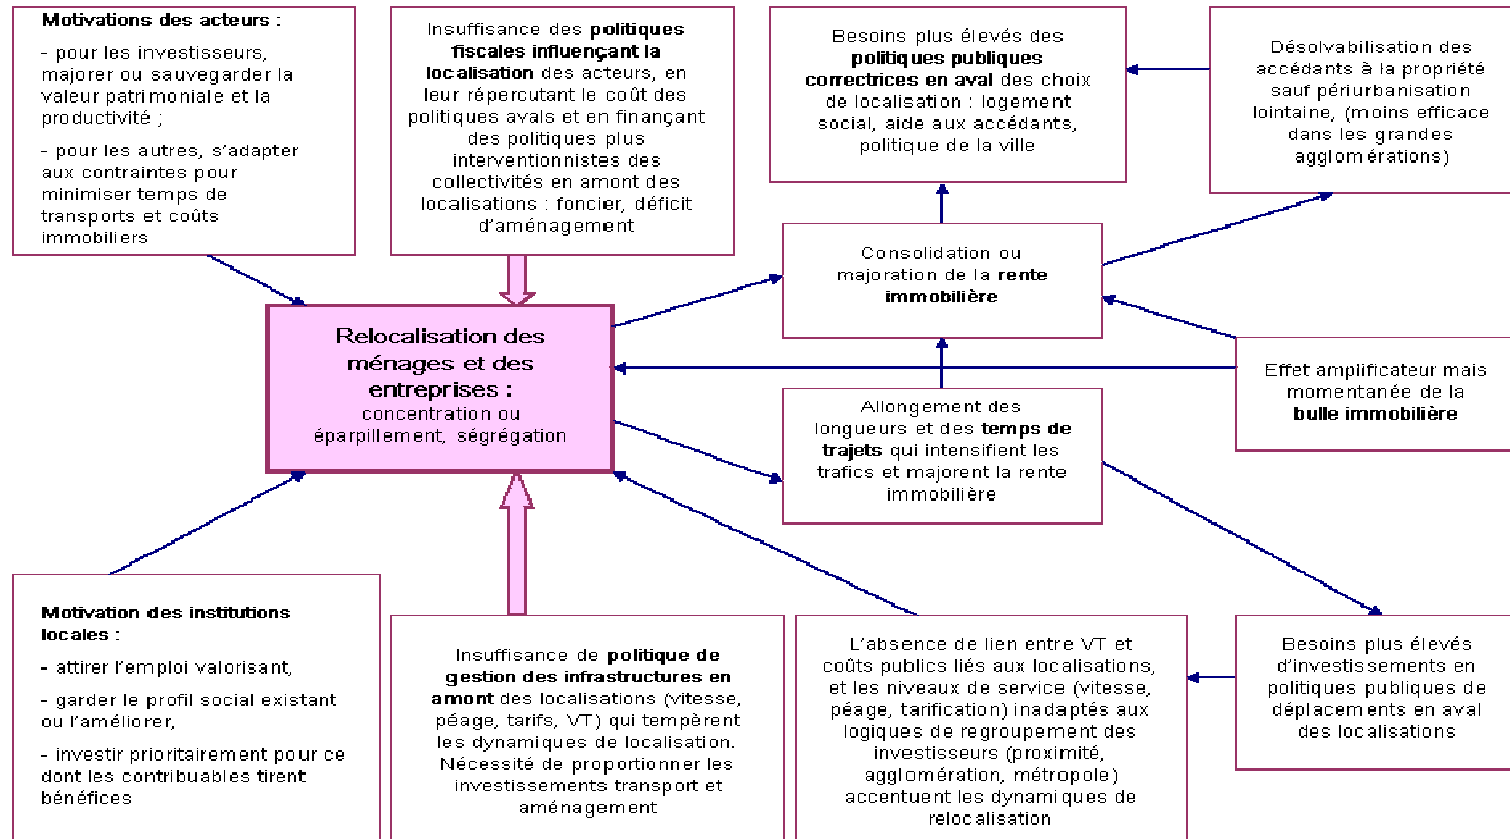 Motivations des acteurs :
- pour les investisseurs,
majorer ou sauvegarder la
valeur patrimoniale et la
productivité ;
- pour les autres, s'adapter
aux contraintes pour
minimiser temps de
transports et coûts
immobiliers
Insuffisance des politiques
fiscales influençant la
localisation des acteurs, en
leur répercutant le coût des
politiques avals et en finançant
des politiques plus
interventionnistes des
collectivités en amont des
localisations : foncier, déficit
d'aménagement
Besoins plus élevés des
politiques publiques
correctrices en aval des choix
de localisation : logement
social, aide aux accédants,
politique de la ville
Désolvabilisation des
accédants à la propriété
sauf périurbanisation
lointaine, (moins efficace
dans les grandes
agglomérations)
Consolidation ou
majoration de la rente
immobilière
Relocalisation des
ménages et des
entreprises :
concentration ou
éparpillement, ségrégation
Effet amplificateur mais
momentanée de la
bulle immobilière
Allongement des
longueurs et des temps de
trajets qui intensifient les
trafics et majorent la rente
immobilière
Motivation des institutions
locales :
- attirer l'emploi valorisant,
- garder le profil social existant
ou l'améliorer,
- investir prioritairement pour ce
dont les contribuables tirent
bénéfices
Insuffisance de politique de
gestion des infrastructures en
amont des localisations (vitesse,
péage, tarifs, VT) qui tempèrent
les dynamiques de localisation.
Nécessité de proportionner les
investissements transport et
aménagement
L'absence de lien entre VT et
coûts publics liés aux localisations,
et les niveaux de service (vitesse,
péage, tarification) inadaptés aux
logiques de regroupement des
investisseurs (proximité,
agglomération, métropole)
accentuent les dynamiques de
relocalisation
Besoins plus élevés
d'investissements en
politiques publiques de
déplacements en aval
des localisations